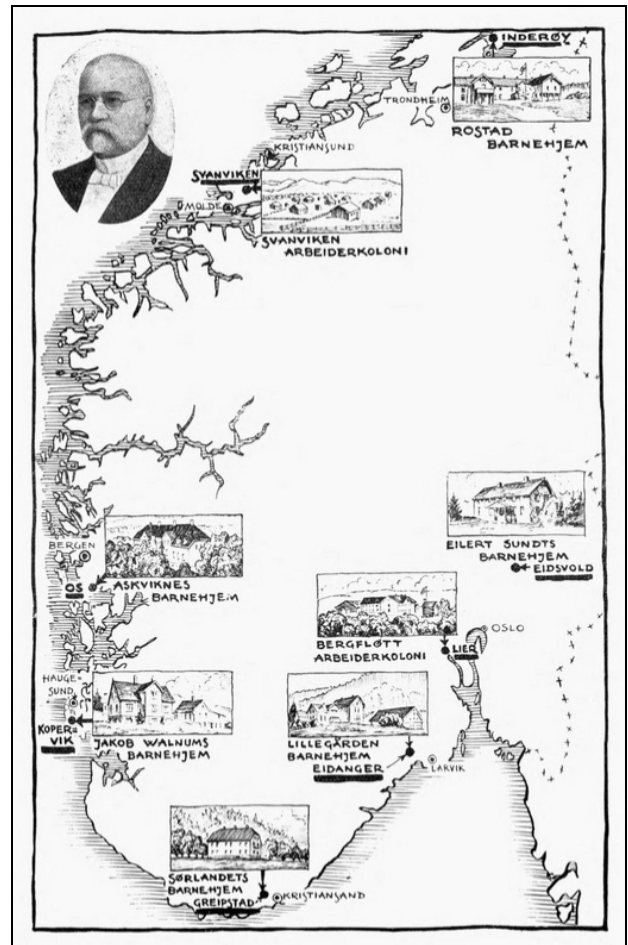 INDERØY
TRONDHEIM
ROSTAD
BARNEHJEM
KRISTIANSUND
SVANVIKEN
MOLDE
SVANVIKEN
ARBEIDERKOLONI
EILERT SUNDTS
BARNEHJEM
EIDSVOLD
BERGEN
OS
ASKVIKNES
BARNEHJEM
OSLO
BERGFLØTT
ARBEIDERKOLONI
LIER
HAUGE-
SUND
KOPER=
VIK
JAKOB WALNUMS
BARNEHJEM
LILLEGÅRDEN
BARNEHJEM
EIDANGER
LARVIK
SØRLANDETS
BARNEHJEM
GREIPSTAD
KRISTIANSAND